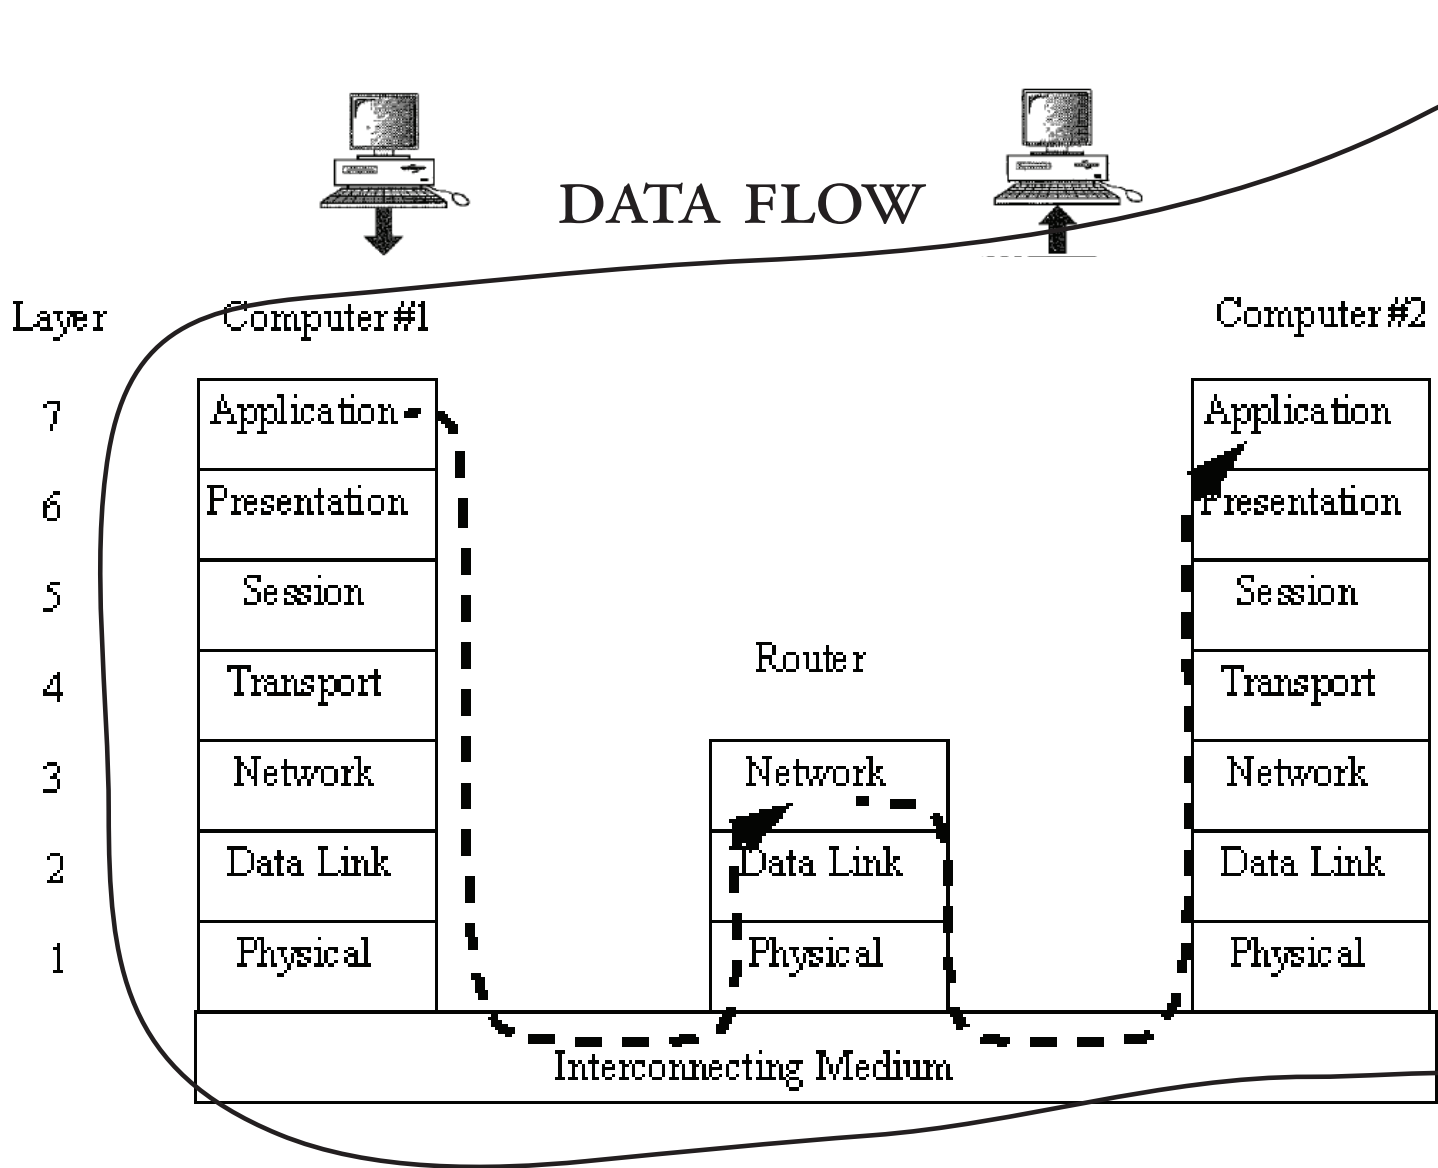 DATA FLOW
Layer Computer#1 Computer#2
7 Application Application
6 Presentation Presentation
5 Session Session
Router
4 Transport Transport
3 Network Network Network
2 Data Link Data Link Data Link
1 Physical Physical Physical
Interconnecting Medium